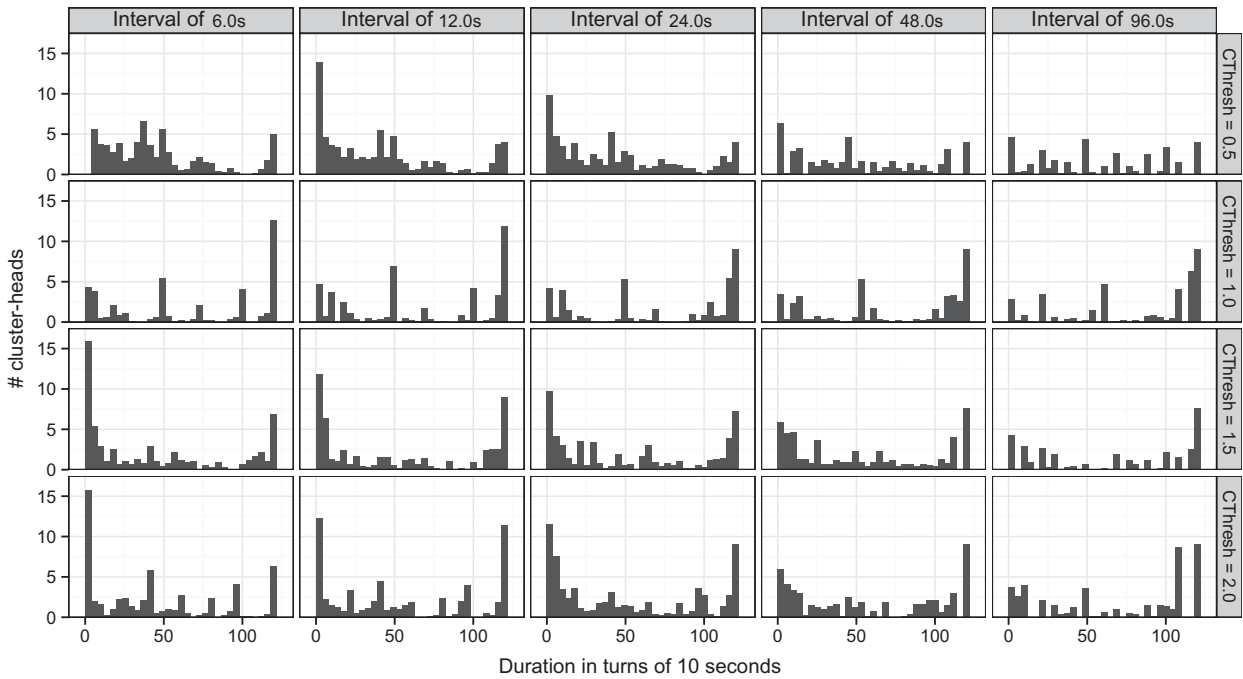 Interval of 6.0s
Interval of 12.0s
Interval of 24.0s
Interval of 48.0s
Interval of 96.0s
# cluster-heads
15
10
5
0
CThresh = 0.5
15
10
5
0
CThresh = 1.0
15
10
5
0
CThresh = 1.5
15
10
5
0
CThresh = 2.0
0 50 100
0 50 100
0 50 100
0 50 100
0 50 100
Duration in turns of 10 seconds